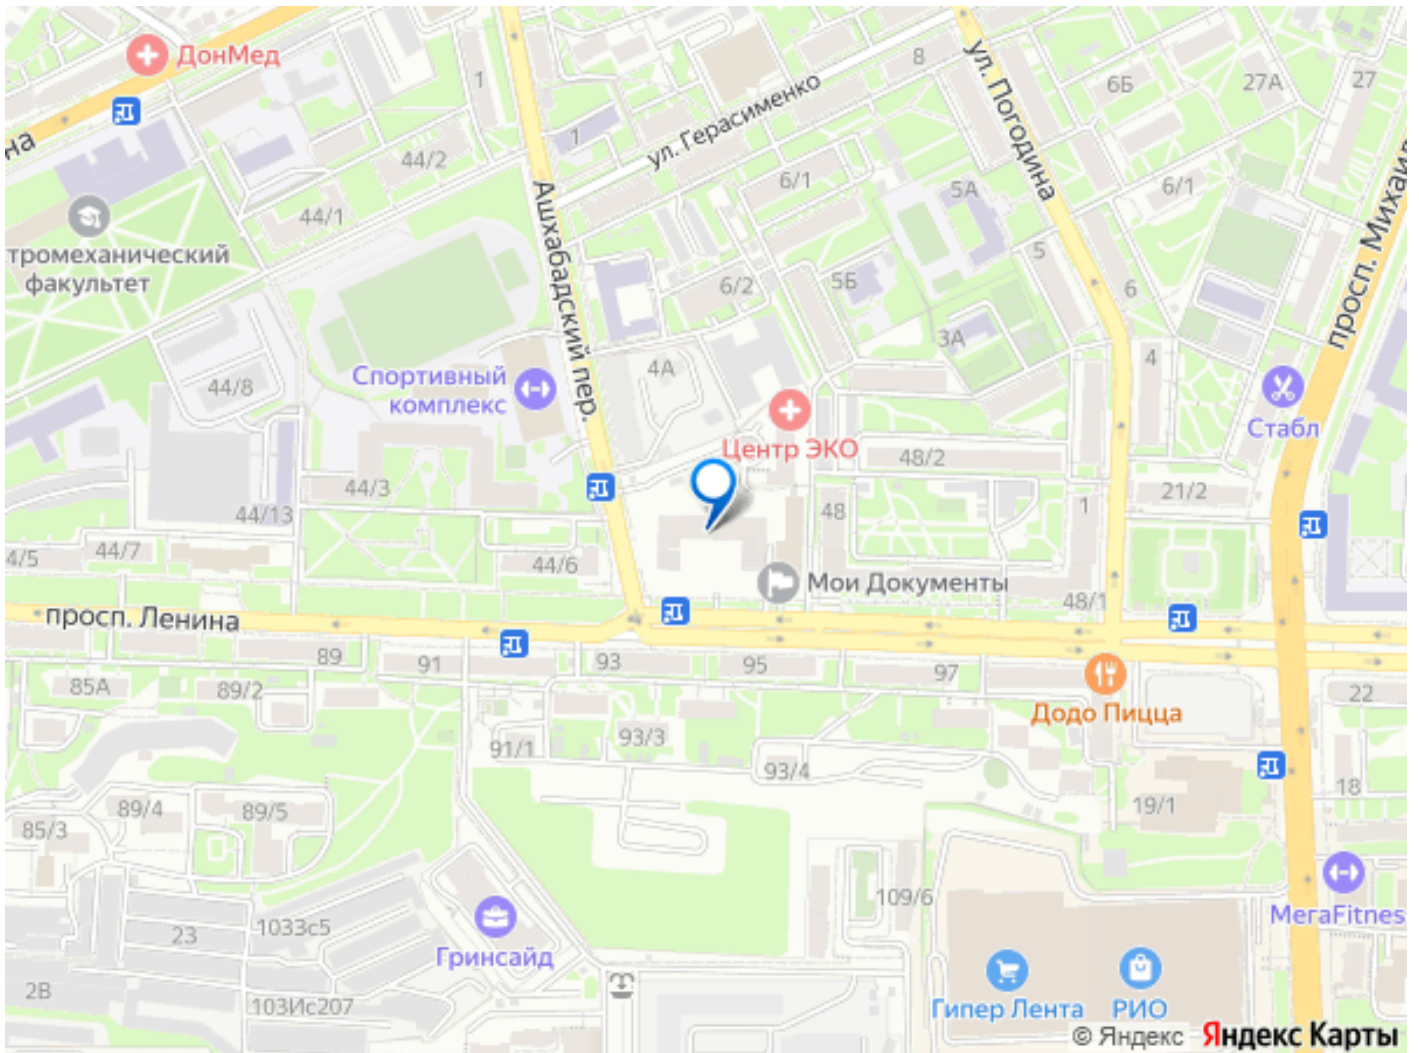 ДонМед
1
8
ул. Погодина
6Б
27А
27
на
ул. Герасименко
1
44/2
Ашхабадский пер.
6/1
5А
6/1
просп. Михаил
44/1
тромеханический
факультет
6/2
5Б
5
6
3А
4
4А
44/8
Спортивный
комплекс
Стабл
Центр ЭКО
48/2
44/3
21/2
44/13
48
1
4/5
44/7
44/6
Мои Документы
48/1
просп. Ленина
89
91
93
95
97
85А
89/2
22
Додо Пицца
91/1
93/3
93/4
18
89/4
89/5
19/1
85/3
109/6
МегаFitnes
1033с5
23
Гринсайд
2В
103Ис207
Гипер Лента
РИО
© Яндекс Яндекс Карты